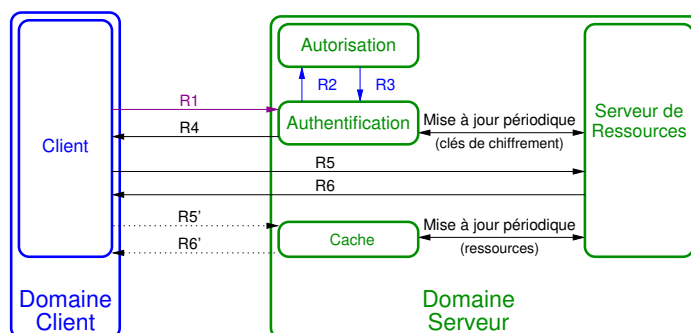 Autorisation
R2
R3
R1
Authentification
R4
Mise à jour périodique
(clés de chiffrement)
Serveur de
Ressources
Client
R5
R6
R5'
R6'
Cache
Mise à jour périodique
(ressources)
Domaine
Client
Domaine
Serveur